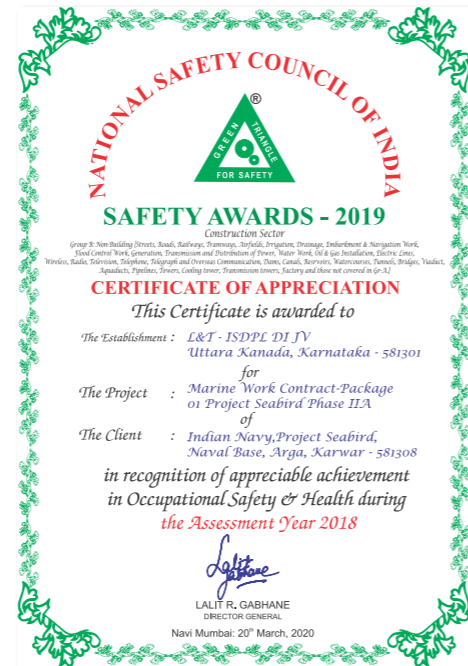 NATIONAL SAFETY COUNCIL OF INDIA
®
GREEN TRIANGLE
FOR SAFETY
SAFETY AWARDS - 2019
Construction Sector
Group B: Non-Building [Streets, Roads, Railways, Tramways, Airfields, Irrigation, Drainage, Embankment & Navigation Work,
Flood Control Work, Generation, Transmission and Distribution of Power, Water Work, Oil & Gas Installation, Electric Lines,
Wireless, Radio, Television, Telephone, Telegraph and Overseas Communication, Dams, Canals, Reservoirs, Watercourses, Tunnels, Bridges, Viaduct,
Aquaducts, Pipelines, Towers, Cooling tower, Transmission towers, Factory and those not covered in Gr-A]
CERTIFICATE OF APPRECIATION
This Certificate is awarded to
The Establishment : L&T - ISDPL DI JV
Uttara Kanada, Karnataka - 581301
for
The Project : Marine Work Contract-Package
01 Project Seabird Phase IIA
of
The Client : Indian Navy,Project Seabird,
Naval Base, Arga, Karwar - 581308
in recognition of appreciable achievement
in Occupational Safety & Health during
the Assessment Year 2018
Lalit
Gabhane
LALIT R. GABHANE
DIRECTOR GENERAL
Navi Mumbai: 20th March, 2020